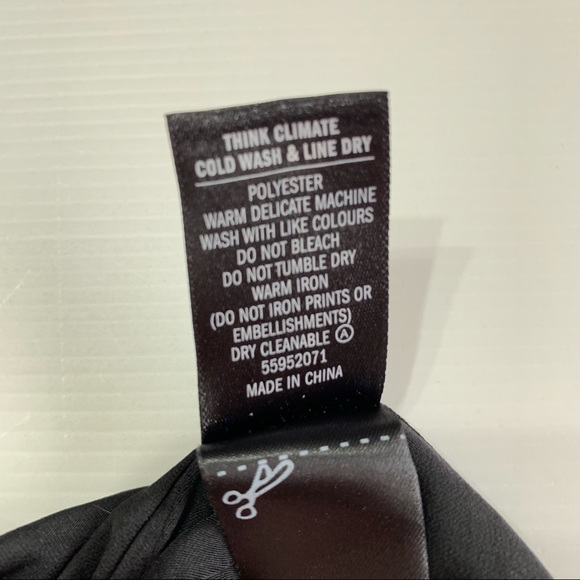 THINK CLIMATE
COLD WASH & LINE DRY
POLYESTER
WARM DELICATE MACHINE
WASH WITH LIKE COLOURS
DO NOT BLEACH
DO NOT TUMBLE DRY
WARM IRON
(DO NOT IRON PRINTS OR
EMBELLISHMENTS)
DRY CLEANABLE Ⓐ
55952071
MADE IN CHINA